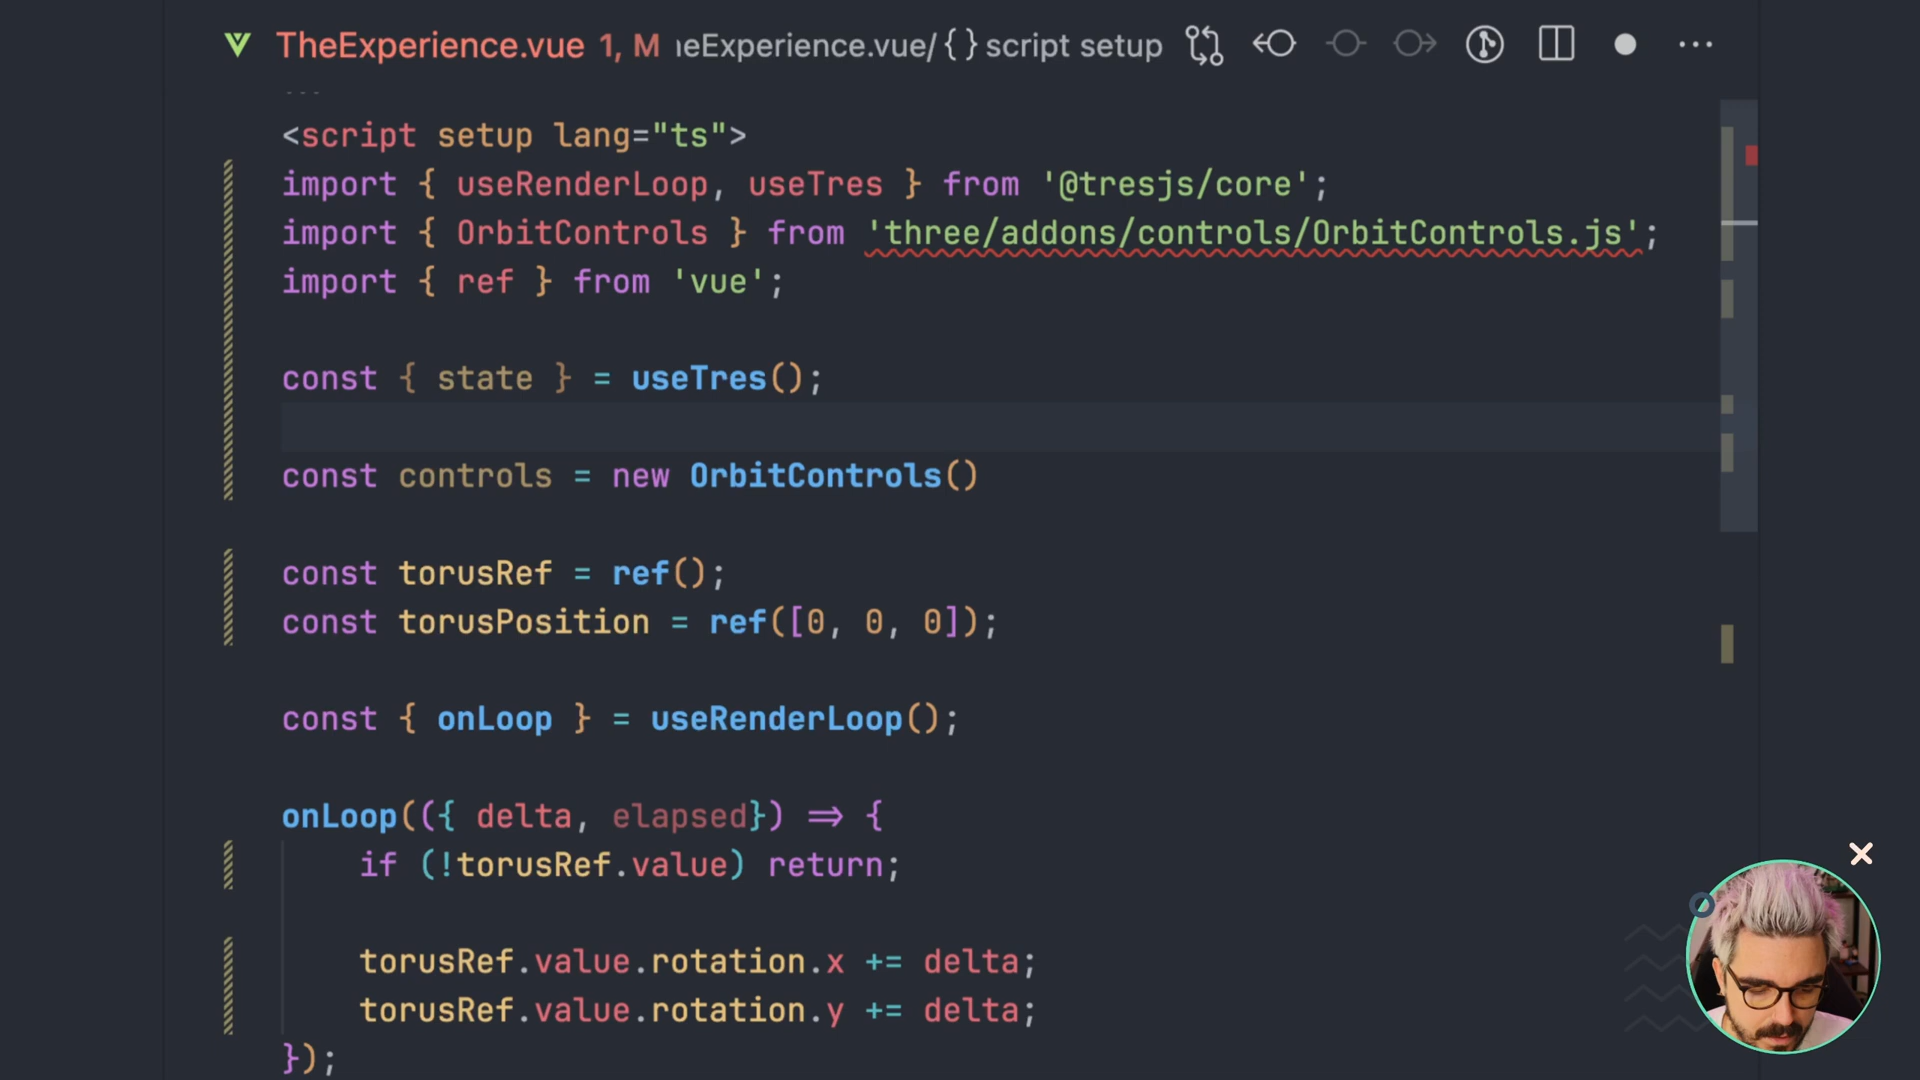 TheExperience.vue 1, M neExperience.vue/ {} script setup
<script setup lang="ts">
import { useRenderLoop, useTres } from '@tresjs/core';
import { OrbitControls } from 'three/addons/controls/OrbitControls.js';
import { ref } from 'vue';
const { state } = useTres();
const controls = new OrbitControls()
const torusRef = ref();
const torusPosition = ref([0, 0, 0]);
const { onLoop } = useRenderLoop();
onLoop(({ delta, elapsed}) => {
if (!torusRef.value) return;
torusRef.value.rotation.x += delta;
torusRef.value.rotation.y += delta;
});